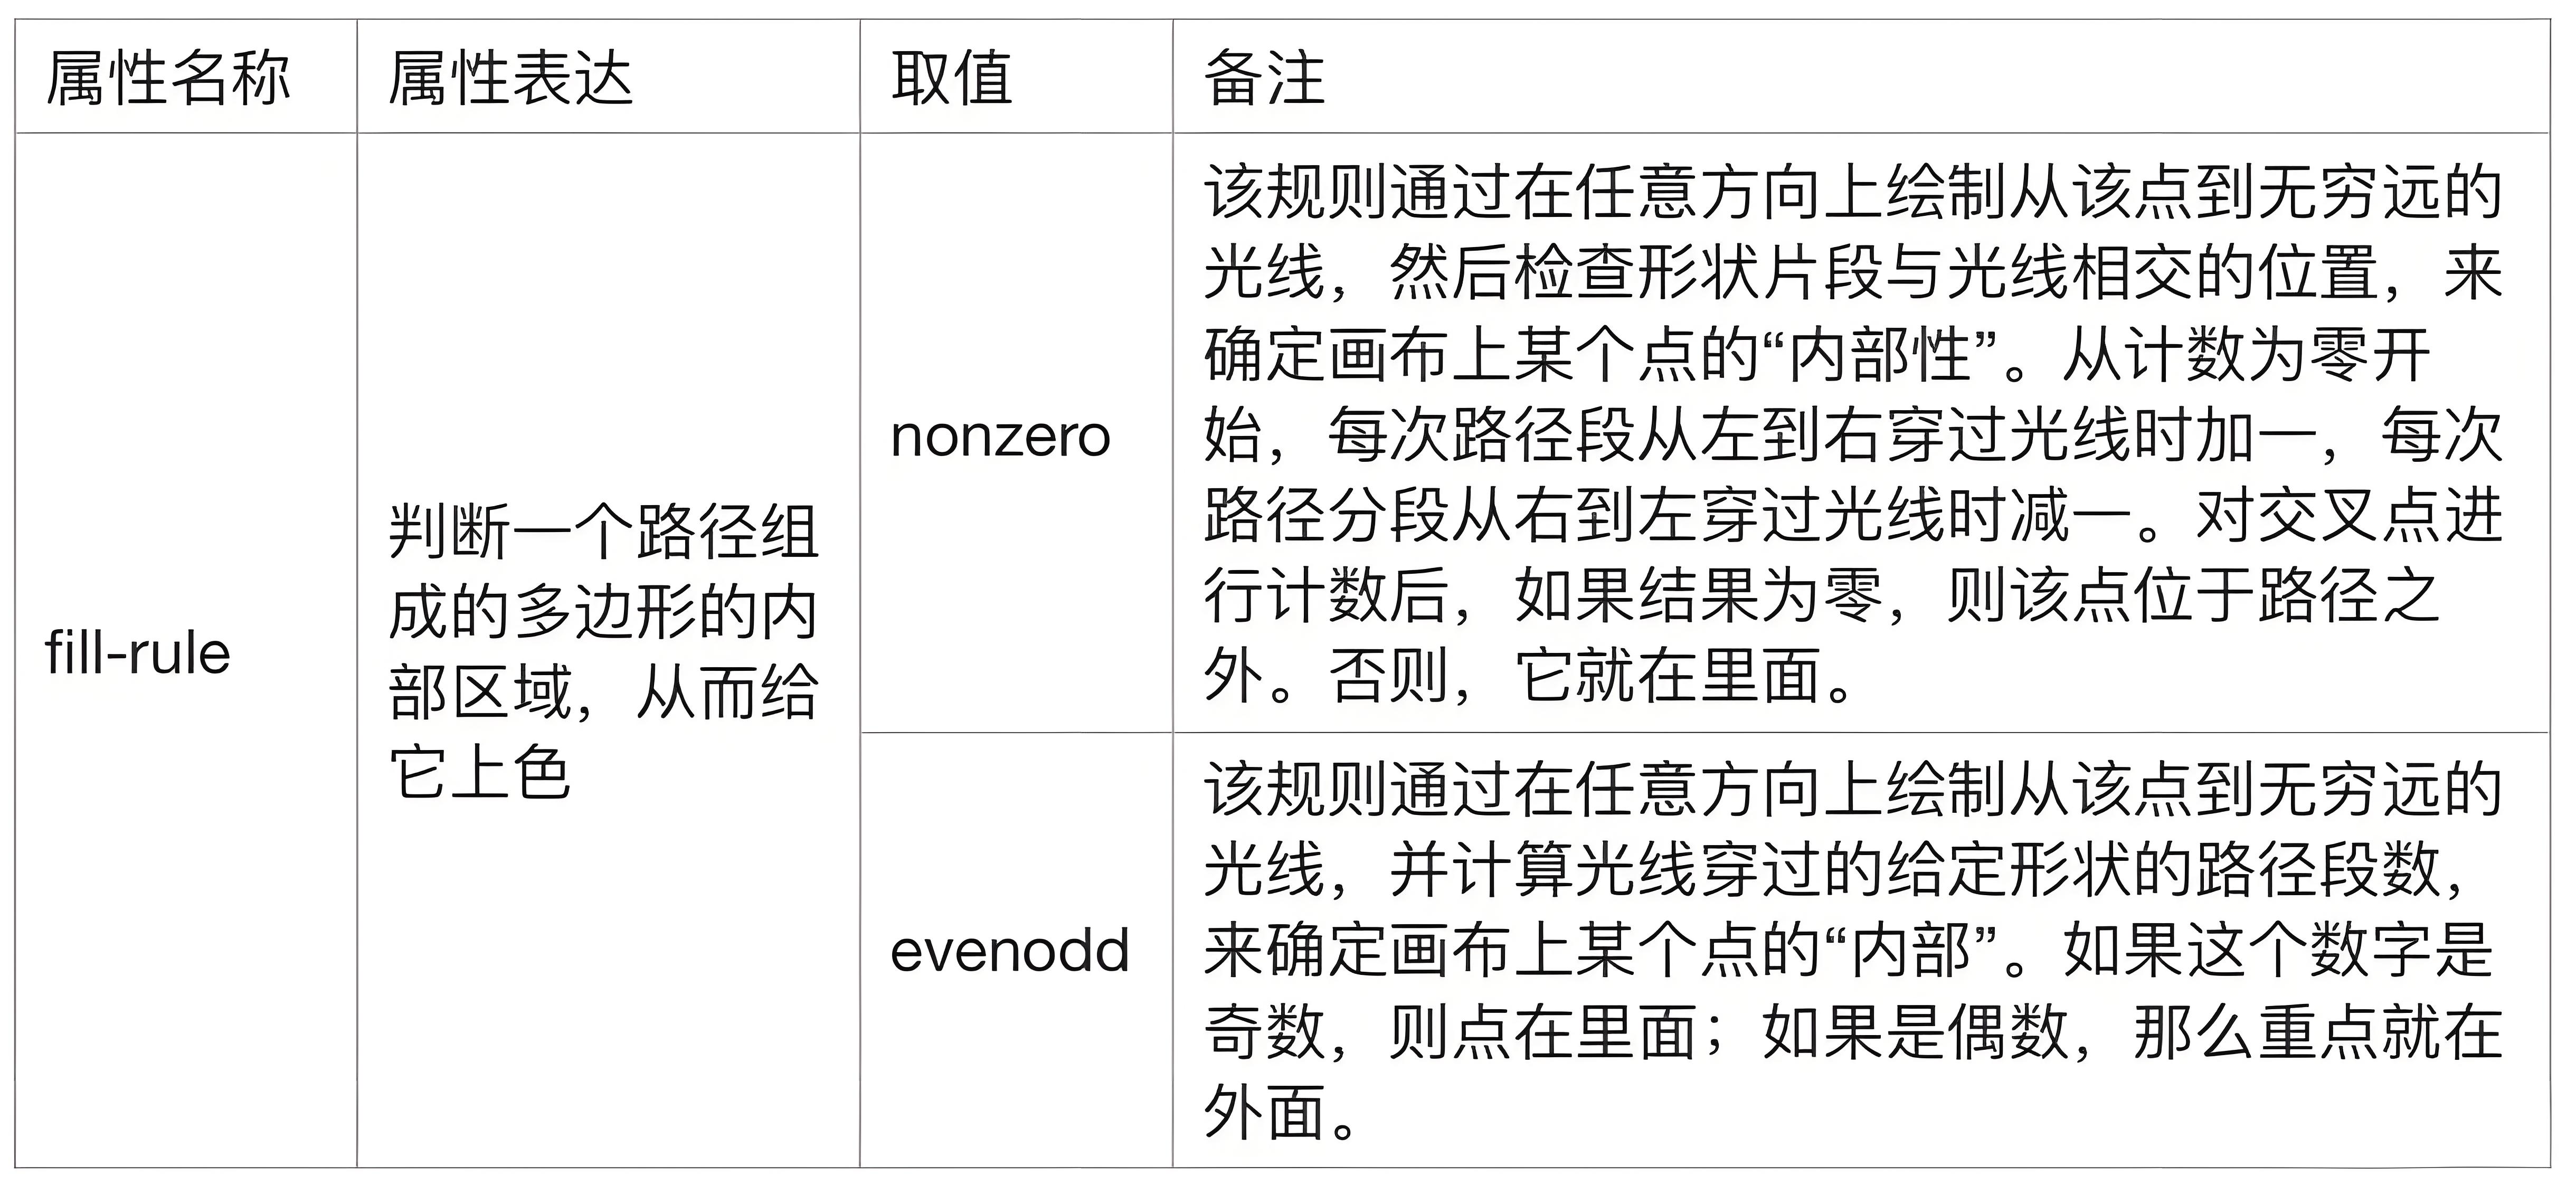 属性名称
属性表达
取值
备注
fill-rule
判断一个路径组
成的多边形的内
部区域，从而给
它上色
nonzero
该规则通过在任意方向上绘制从该点到无穷远的
光线，然后检查形状片段与光线相交的位置，来
确定画布上某个点的“内部性”。从计数为零开
始，每次路径段从左到右穿过光线时加一，每次
路径分段从右到左穿过光线时减一。对交叉点进
行计数后，如果结果为零，则该点位于路径之
外。否则，它就在里面。
evenodd
该规则通过在任意方向上绘制从该点到无穷远的
光线，并计算光线穿过的给定形状的路径段数，
来确定画布上某个点的“内部”。如果这个数字是
奇数，则点在里面；如果是偶数，那么重点就在
外面。